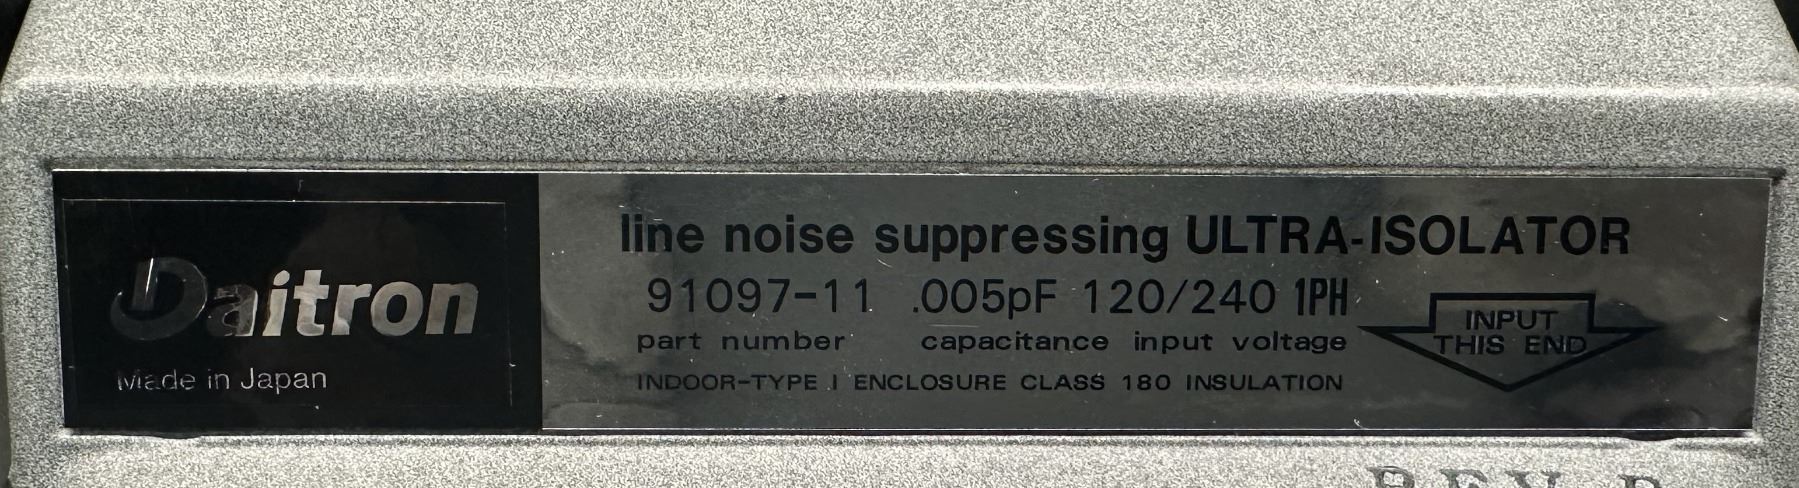 Daitron
Made in Japan
line noise suppressing ULTRA-ISOLATOR
91097-11 .005pF 120/240 1PH
part number capacitance input voltage
INDOOR-TYPE I ENCLOSURE CLASS 180 INSULATION
INPUT
THIS END
REV